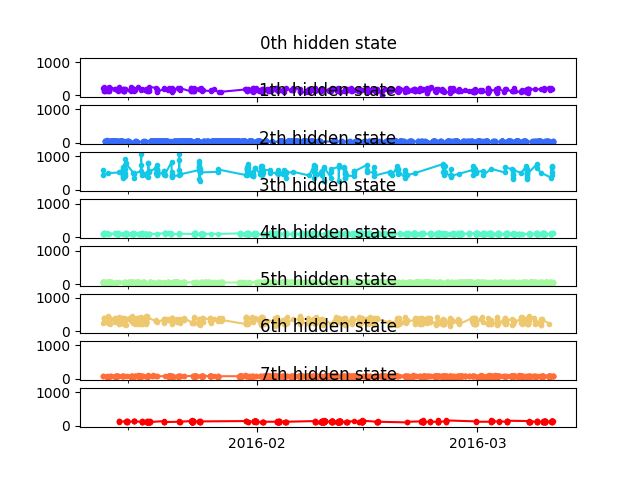 0th hidden state
1000
0
1th hidden state
1000
0
2th hidden state
1000
0
3th hidden state
1000
0
4th hidden state
1000
0
5th hidden state
1000
0
6th hidden state
1000
0
7th hidden state
1000
0
2016-02 2016-03